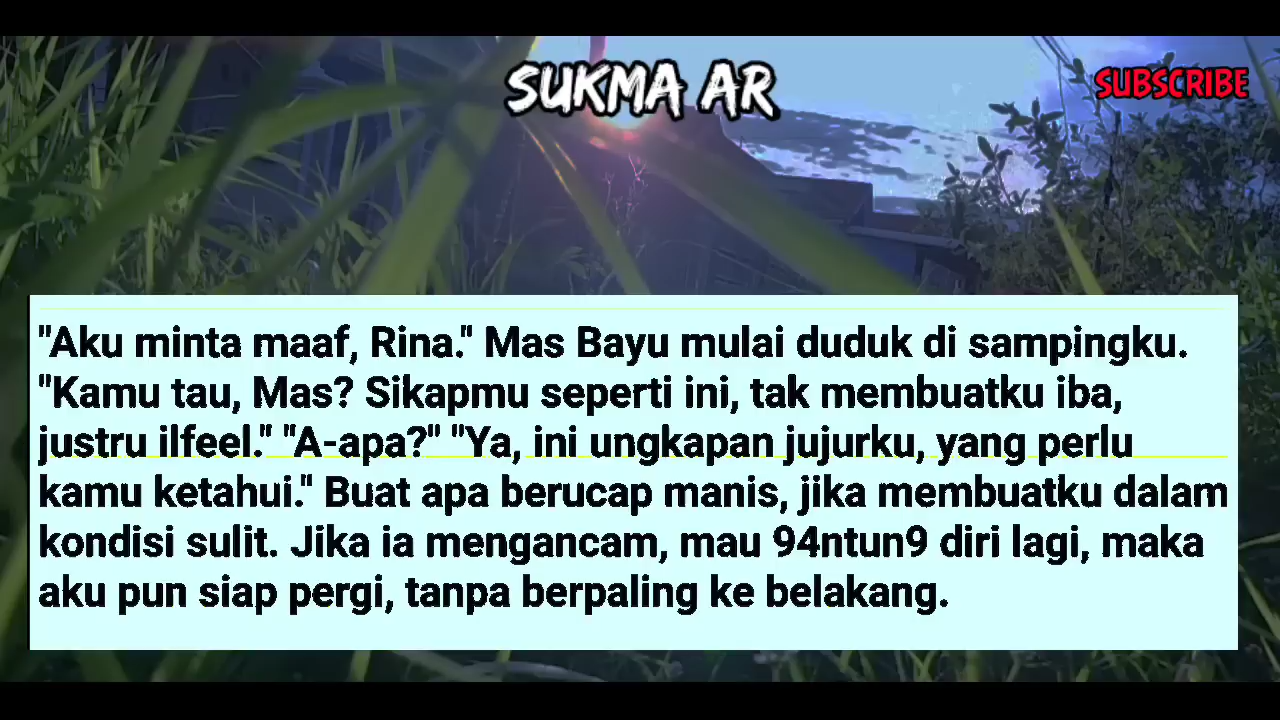 SUKMA AR
SUBSCRIBE
"Aku minta maaf, Rina." Mas Bayu mulai duduk di sampingku.
"Kamu tau, Mas? Sikapmu seperti ini, tak membuatku iba,
justru ilfeel." "A-apa?" "Ya, ini ungkapan jujurku, yang perlu
kamu ketahui." Buat apa berucap manis, jika membuatku dalam
kondisi sulit. Jika ia mengancam, mau 94ntun9 diri lagi, maka
aku pun siap pergi, tanpa berpaling ke belakang.